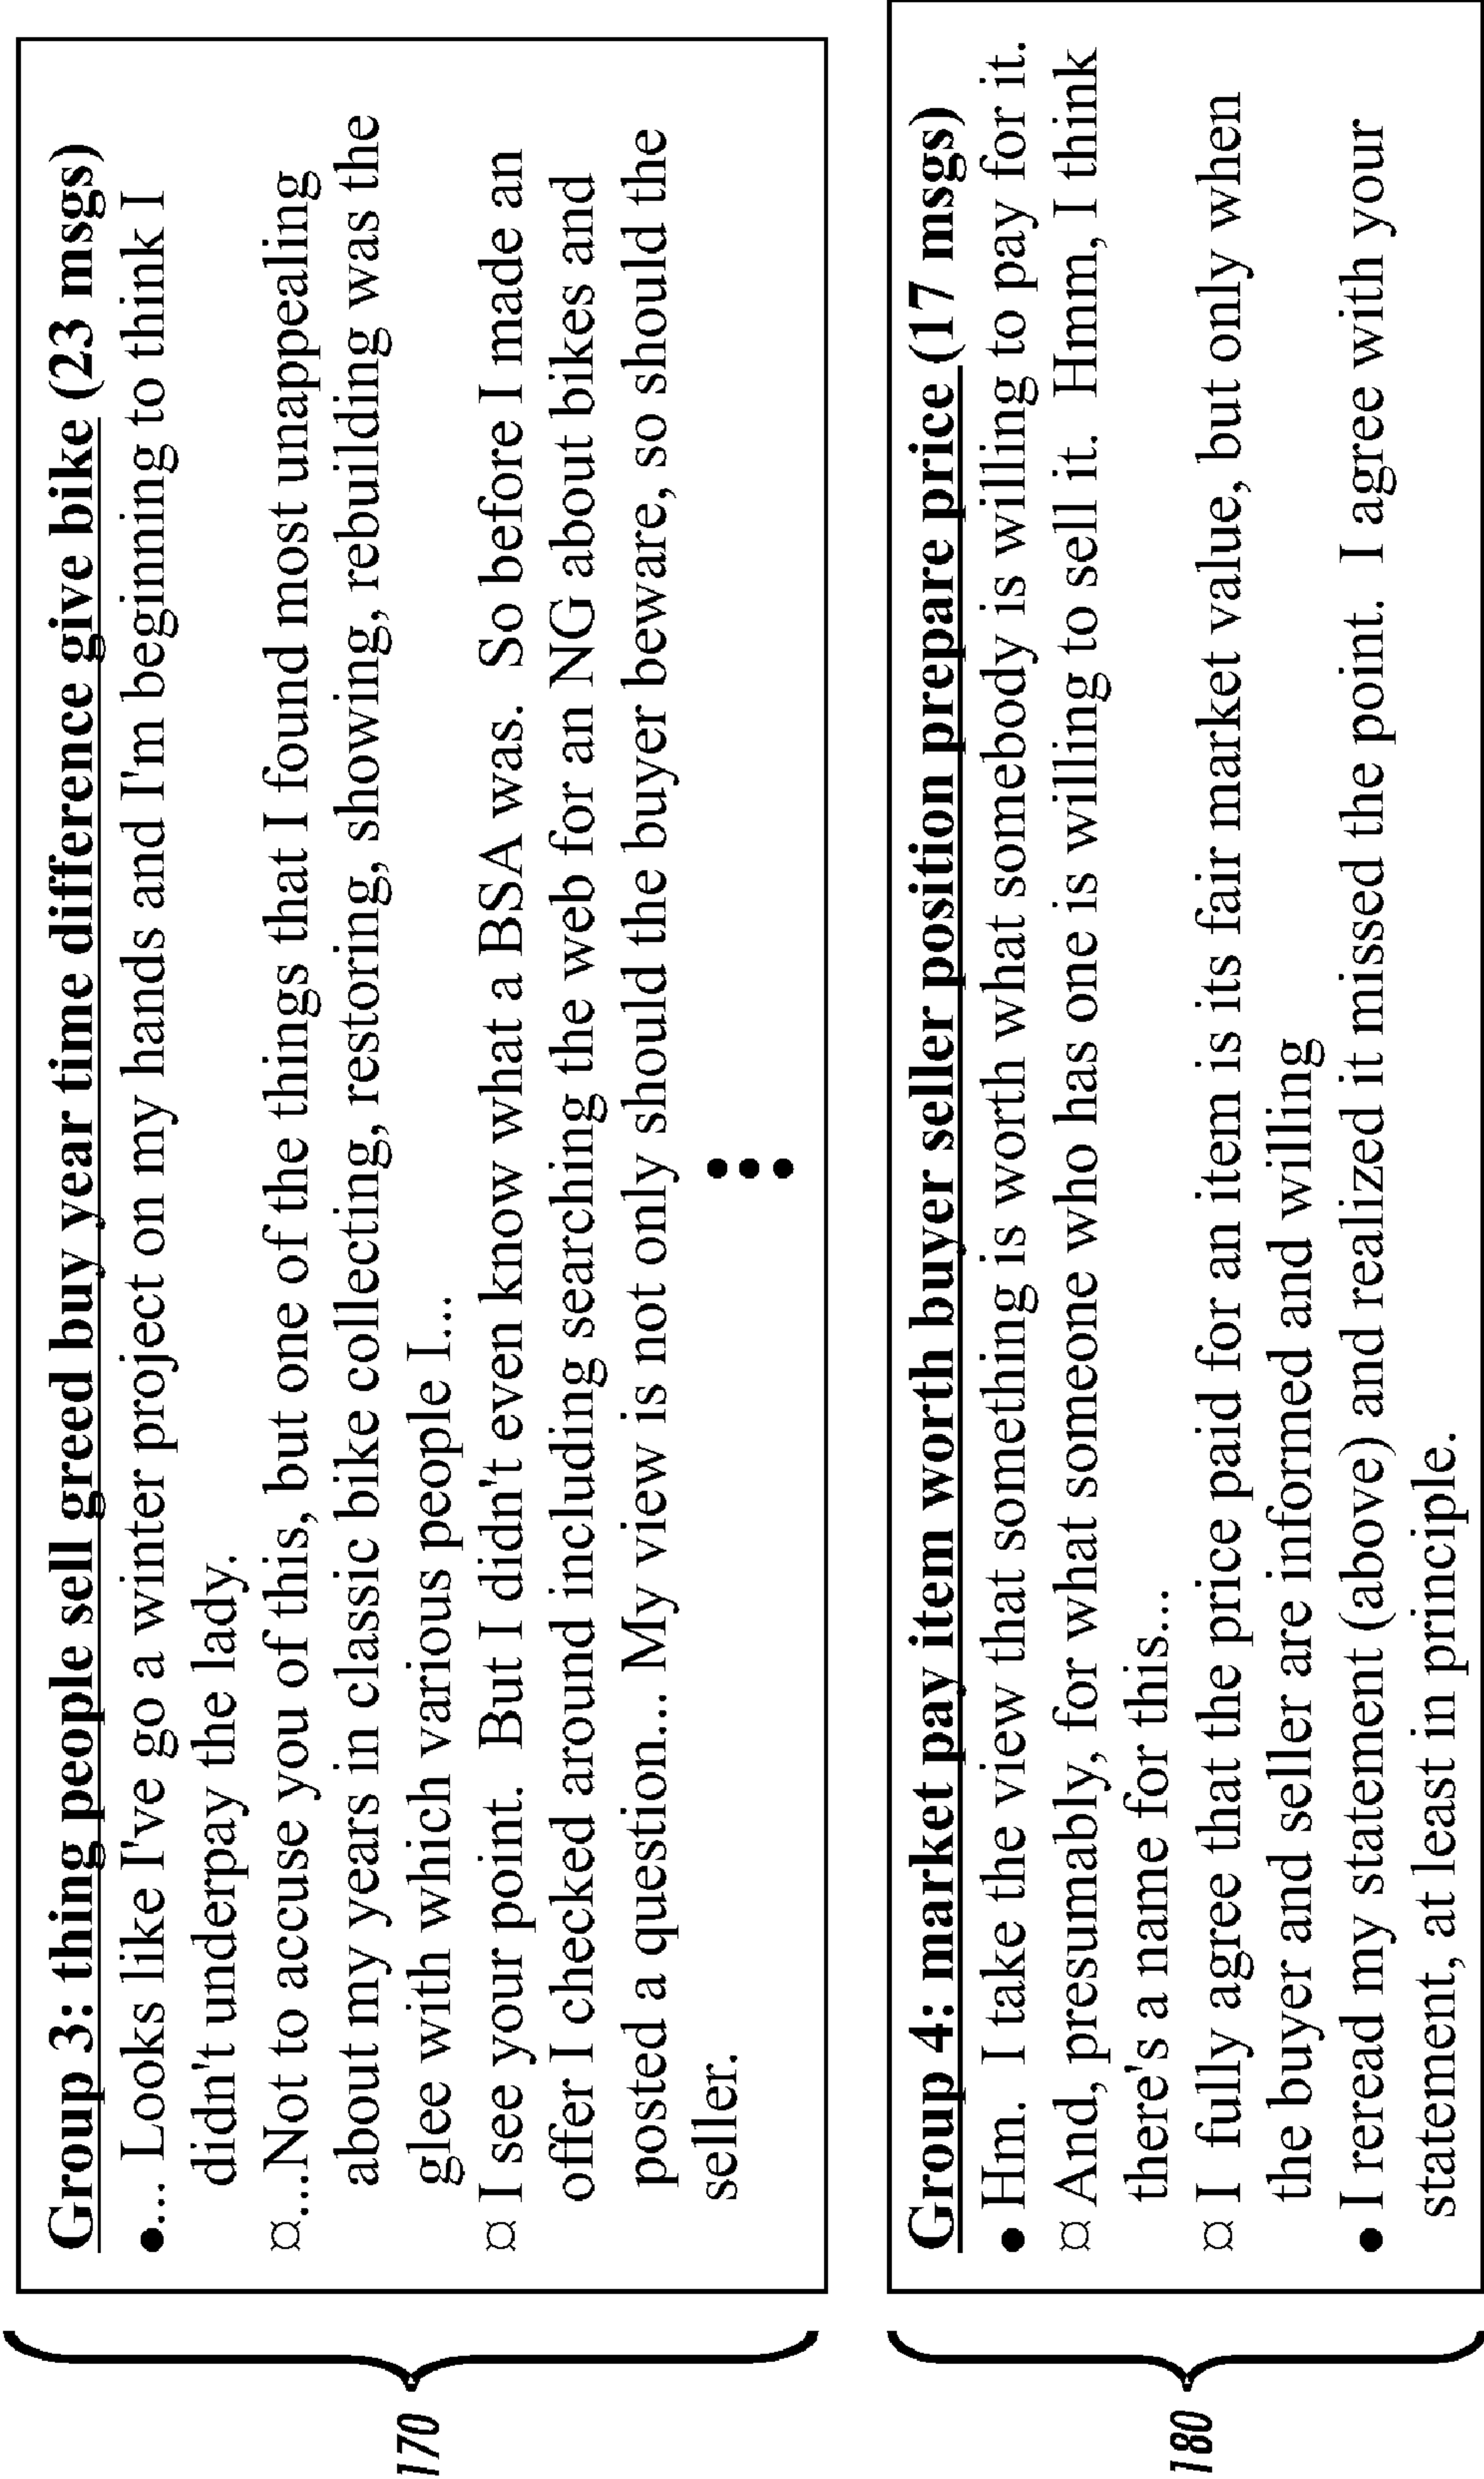 Group 3: thing people sell greed buy year time difference give bike (23 msgs)
●... Looks like I've go a winter project on my hands and I'm beginning to think I
didn't underpay the lady.
¤...Not to accuse you of this, but one of the things that I found most unappealing
about my years in classic bike collecting, restoring, showing, rebuilding was the
glee with which various people I...
¤ I see your point.  But I didn't even know what a BSA was.  So before I made an
offer I checked around including searching the web for an NG about bikes and
posted a question... My view is not only should the buyer beware, so should the
seller.
170
Group 4: market pay item worth buyer seller position prepare price (17 msgs)
● Hm.  I take the view that something is worth what somebody is willing to pay for it.
¤ And, presumably, for what someone who has one is willing to sell it.  Hmm, I think
there's a name for this...
¤ I  fully agree that the price paid for an item is its fair market value, but only when
the buyer and seller are informed and willing
● I reread my statement (above) and realized it missed the point.  I agree with your
statement, at least in principle.
180